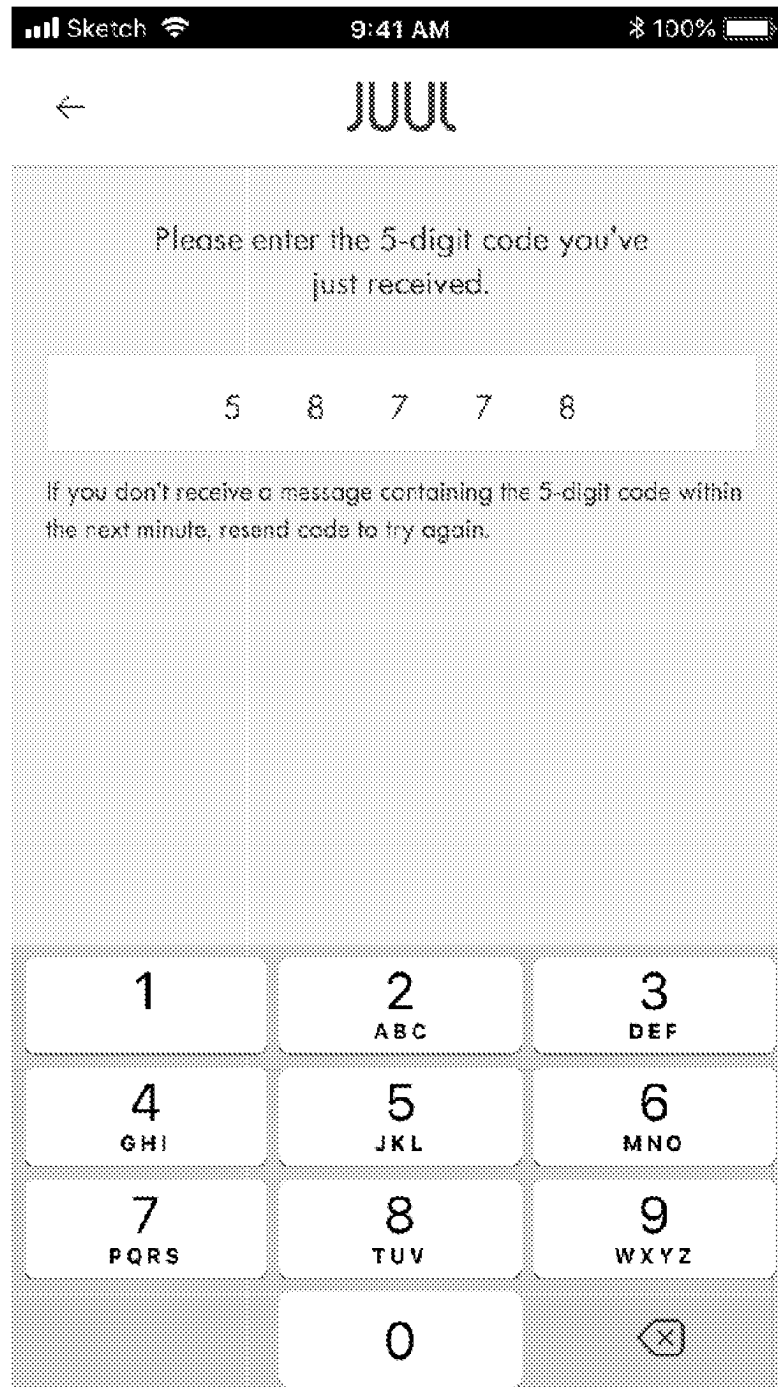 Sketch 9:41 AM 100%
JUUL
Please enter the 5-digit code you've
just received.
5 8 7 7 8
If you don't receive a message containing the 5-digit code within
the next minute, resend code to try again.
1 2 3
ABC DEF
4 5 6
GHI JKL MNO
7 8 9
PQRS TUV WXYZ
0